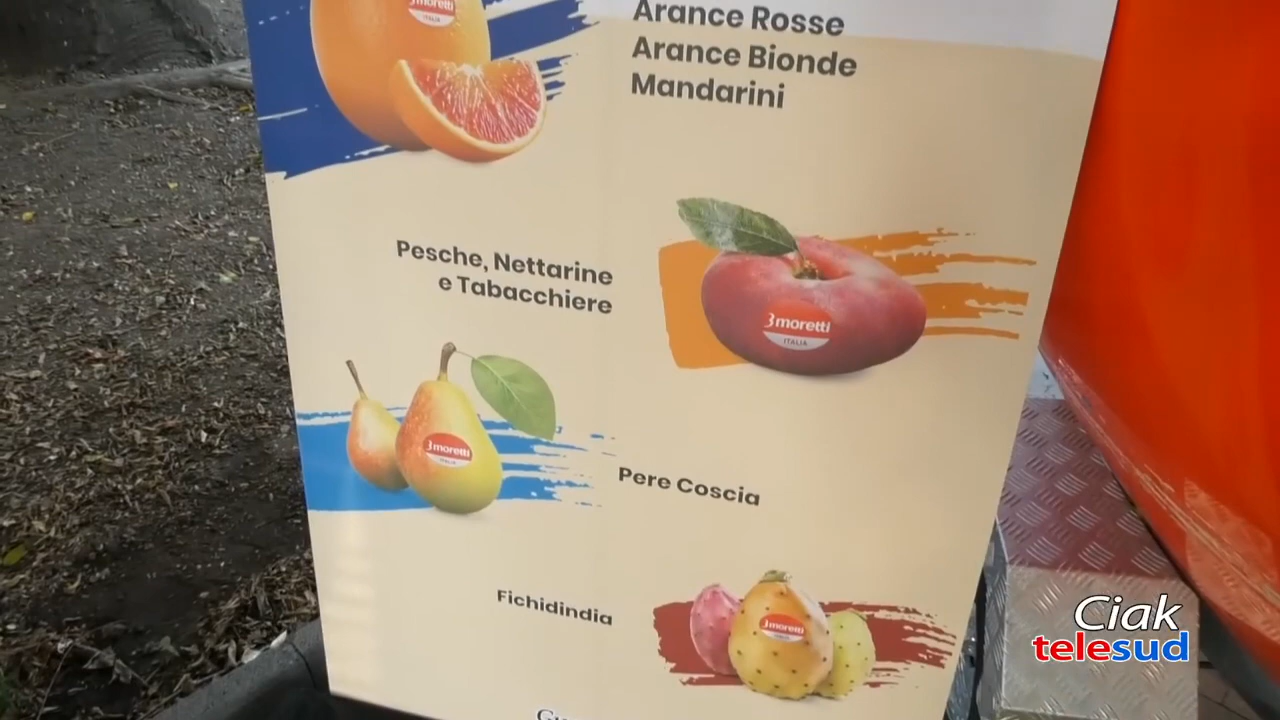 3moretti
ITALIA
Arance Rosse
Arance Bionde
Mandarini
Pesche, Nettarine
e Tabacchiere
3moretti
ITALIA
3moretti
ITALIA
Pere Coscia
Fichidindia
3moretti
Ciak
telesud